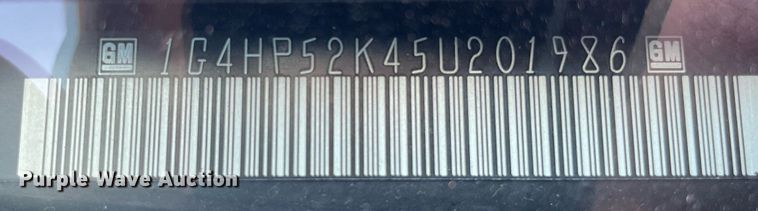 GM 1G4HP52K45U201986 GM
Purple Wave Auction